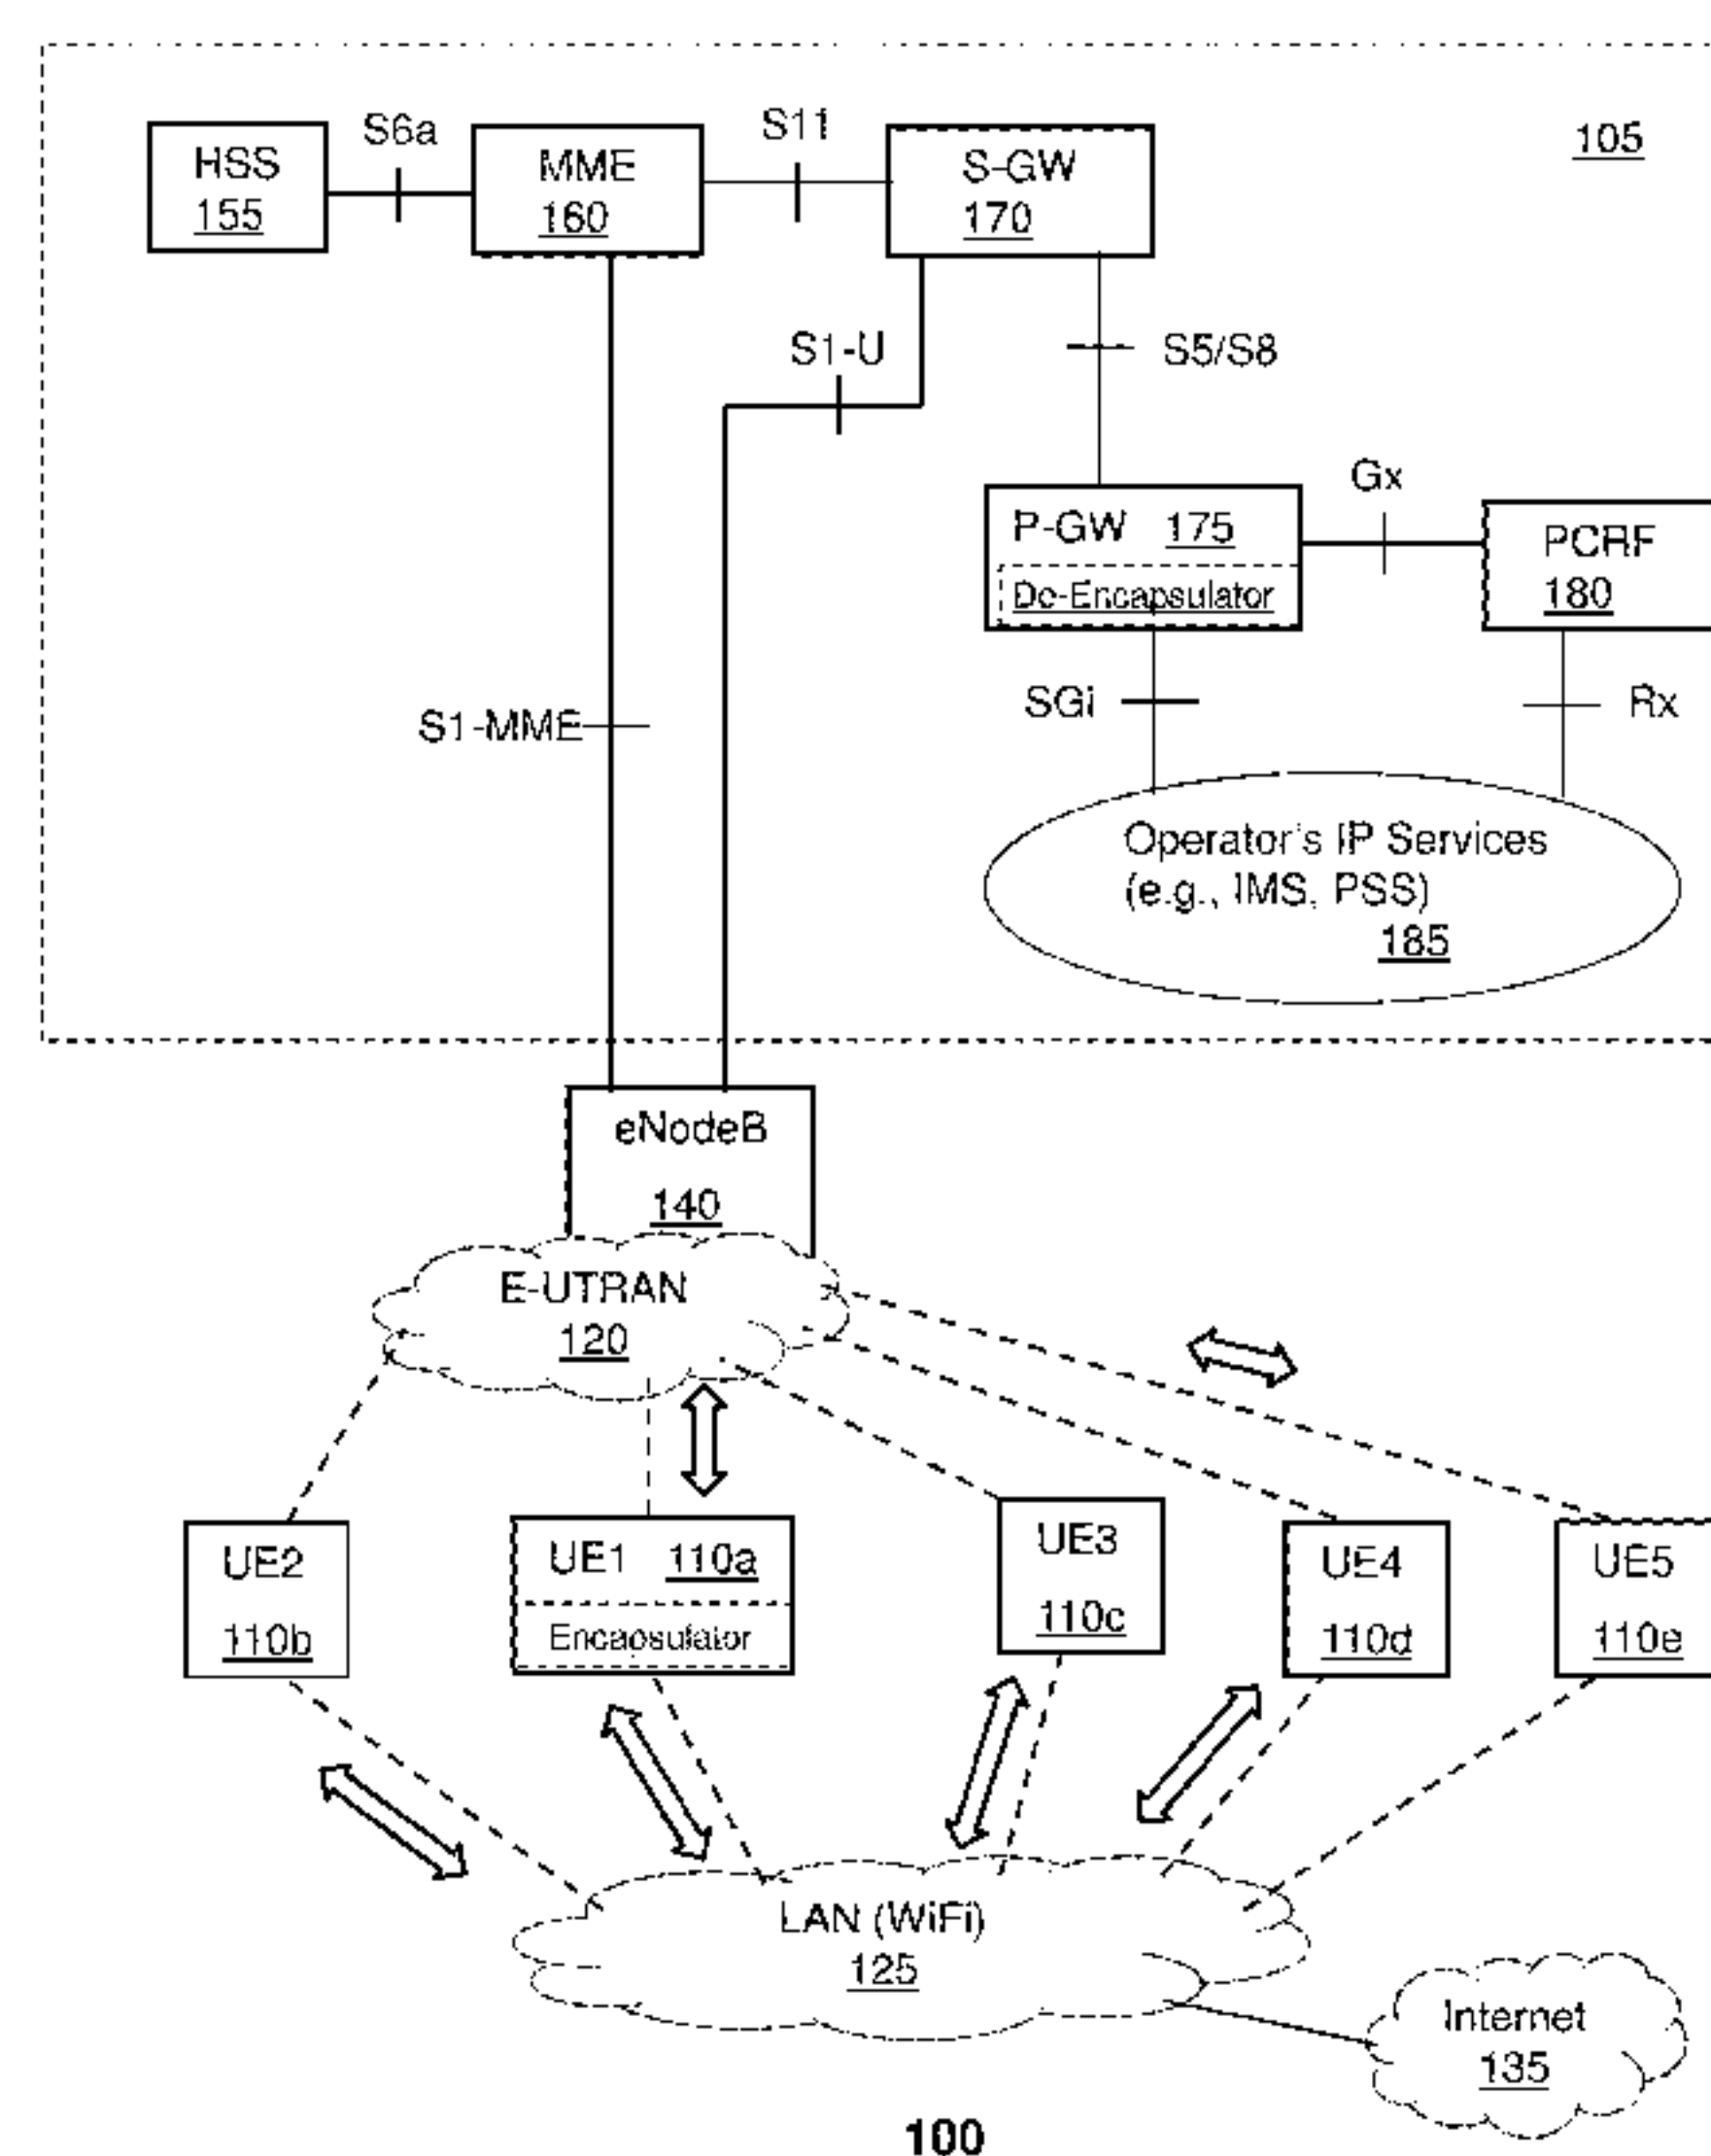 105
HSS
155
S6a
MME
160
S11
S-GW
170
S1-U
S5/S8
P-GW 175
De-Encapsulator
Gx
PCRF
180
S1-MME
SGi
Rx
Operator's IP Services
(e.g., IMS, PSS)
185
eNodeB
140
E-UTRAN
120
UE2
110b
UE1 110a
Encapsulator
UE3
110c
UE4
110d
UE5
110e
LAN (WiFi)
125
Internet
135
100